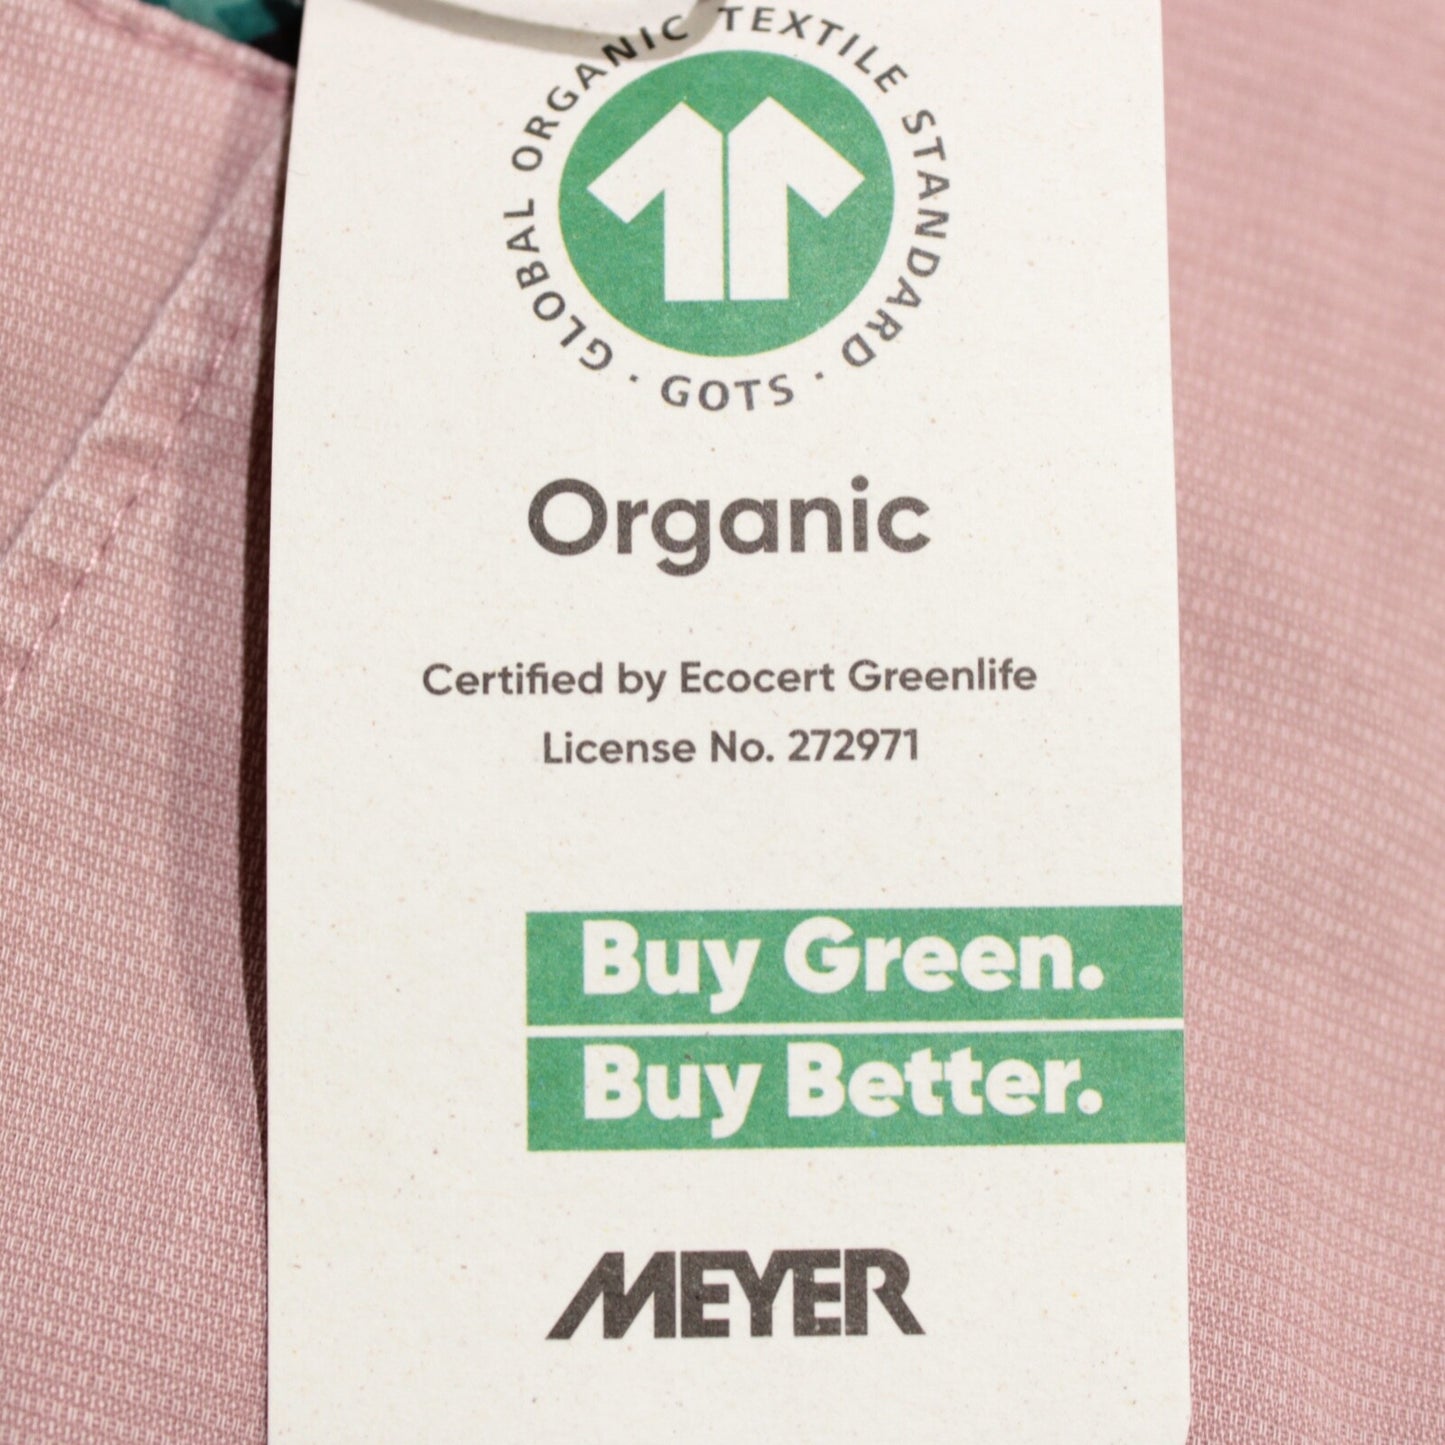 GLOBAL ORGANIC TEXTILE STANDARD
· GOTS ·
Organic
Certified by Ecocert Greenlife
License No. 272971
Buy Green.
Buy Better.
MEYER